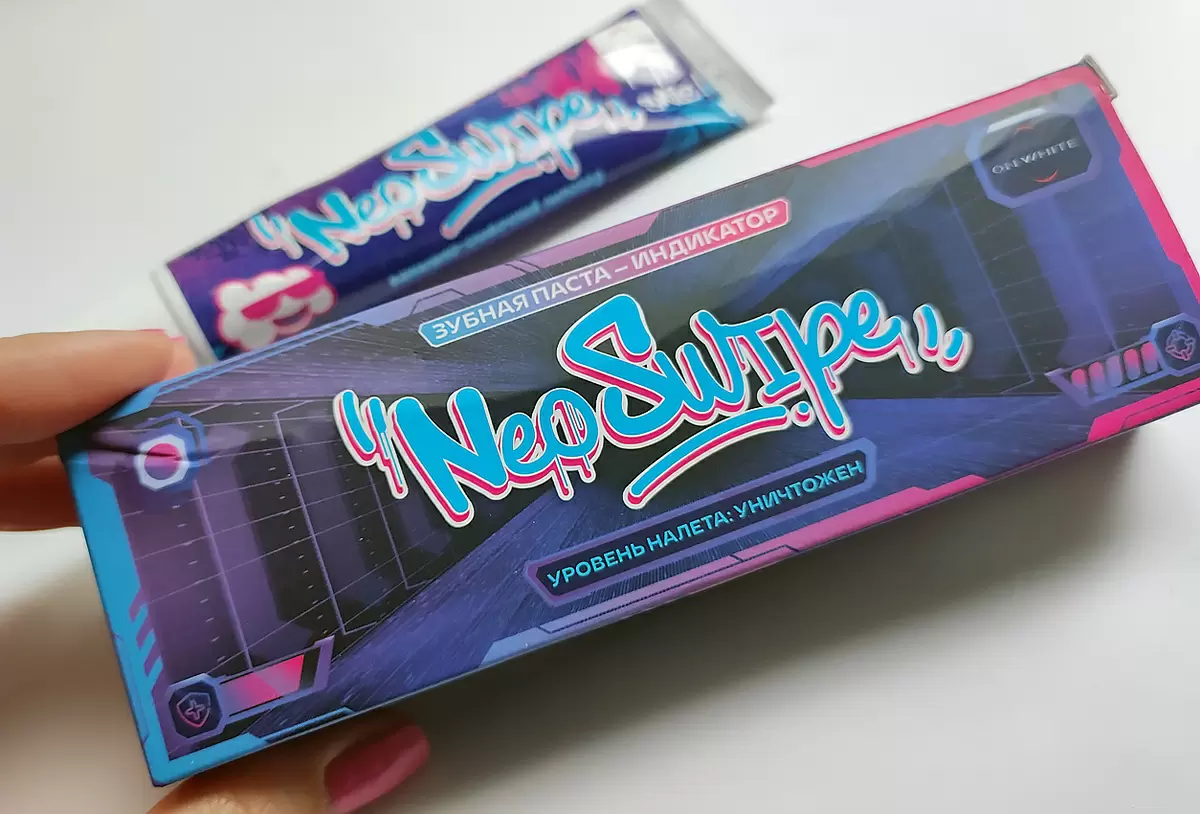 NeoSwipe
ON WHITE
ЗУБНАЯ ПАСТА – ИНДИКАТОР
NeoSwipe
УРОВЕНЬ НАЛЕТА: УНИЧТОЖЕН